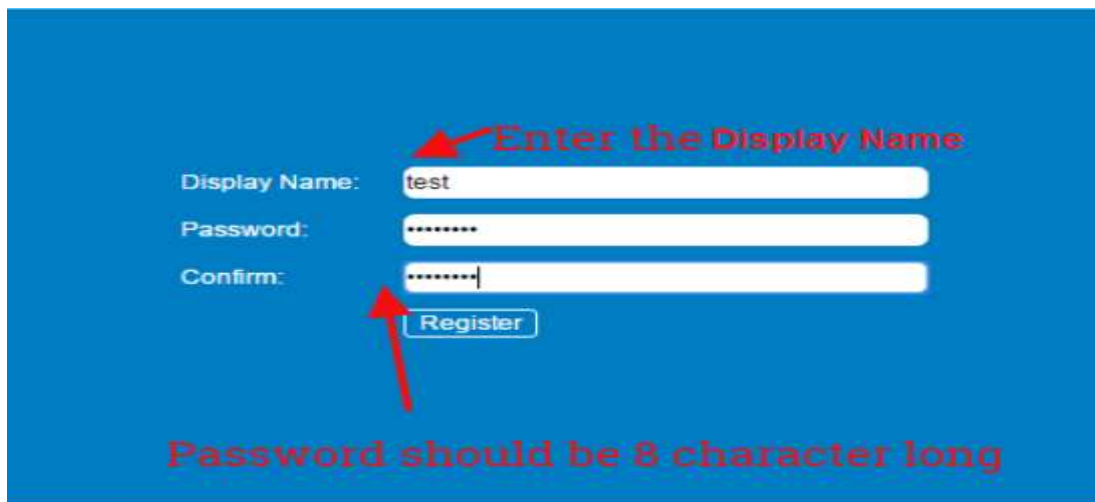 Enter the Display Name
Display Name: test
Password: ••••••••
Confirm: ••••••••
Register
Password should be 8 character long